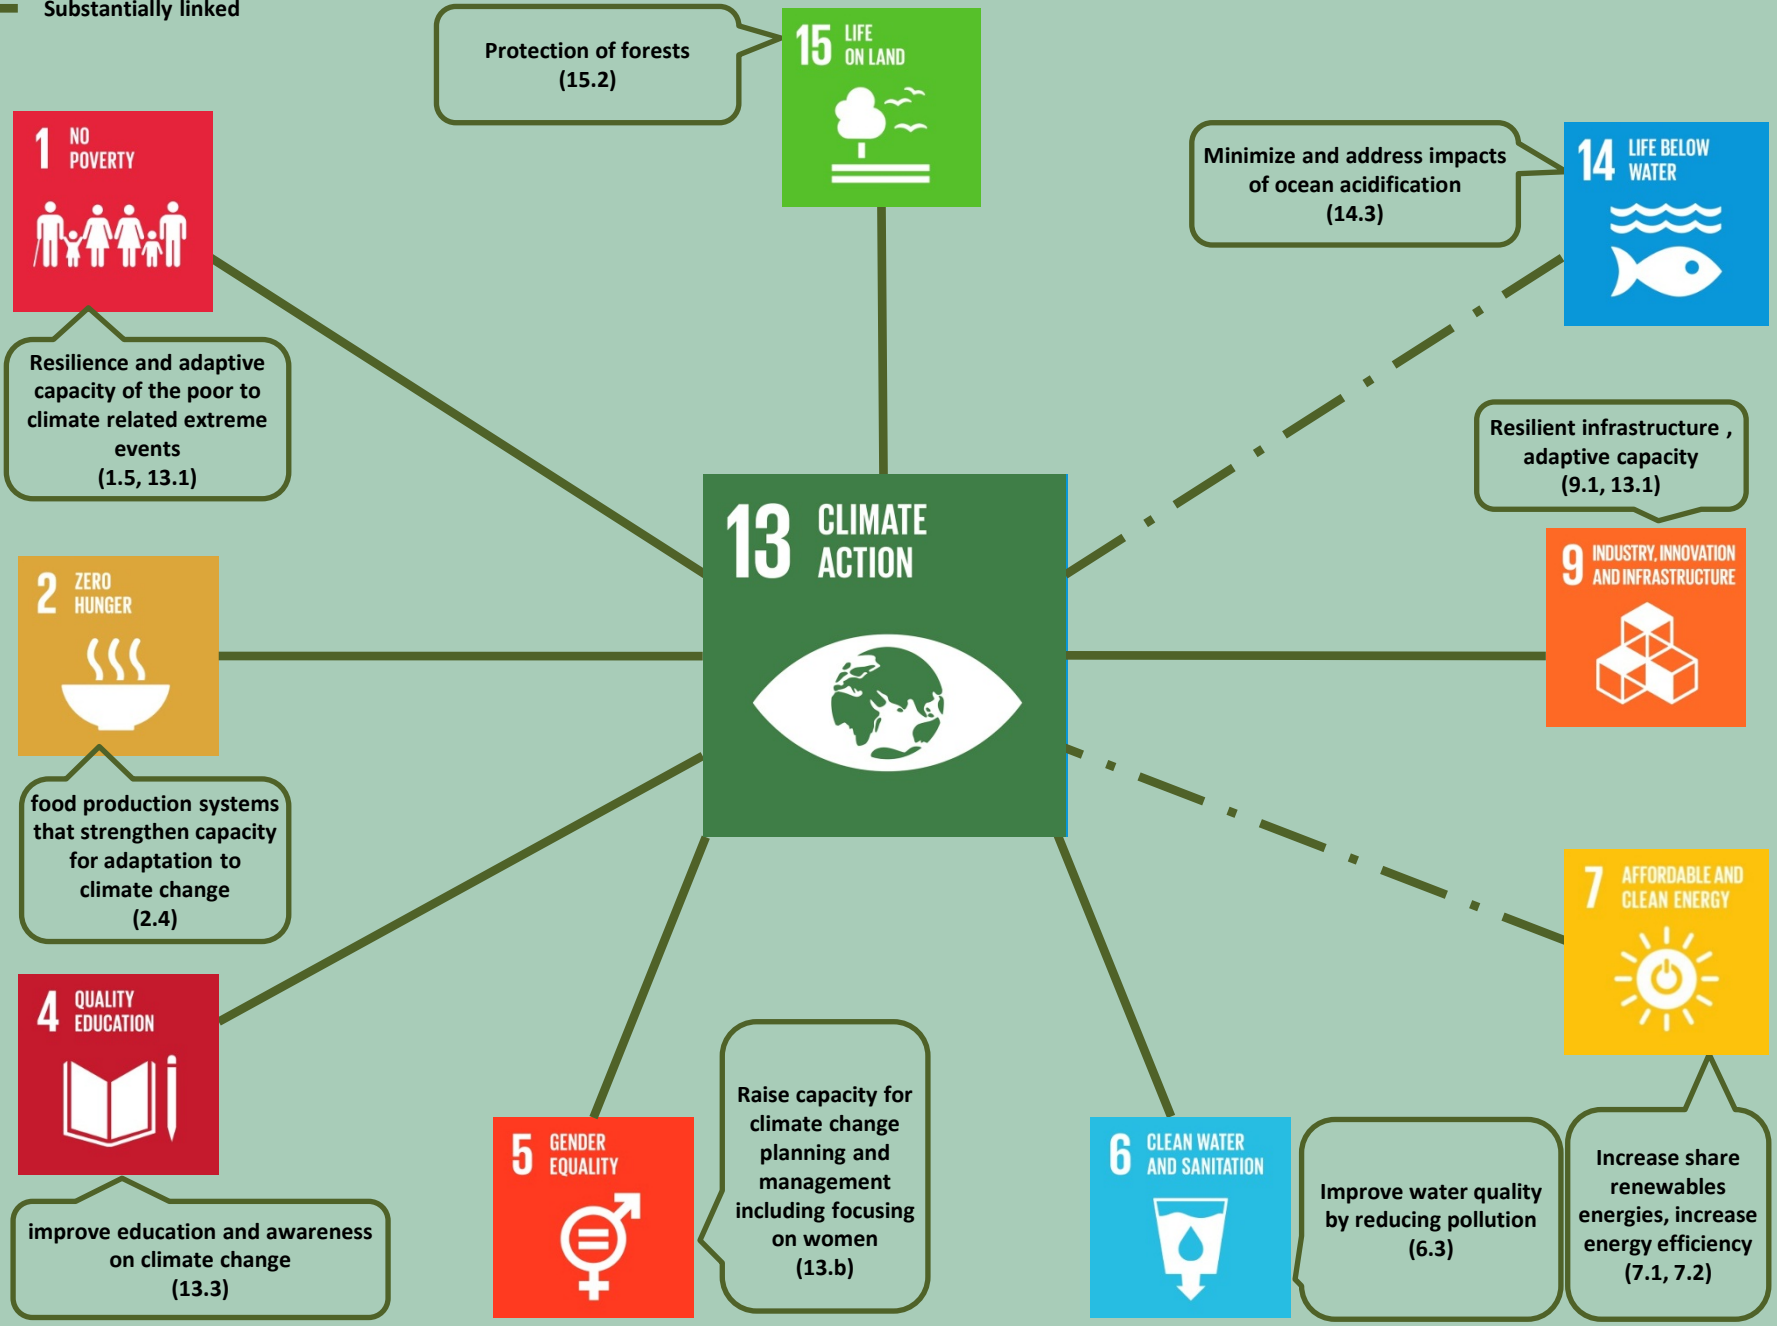 Substantially linked
Protection of forests
(15.2)
15 LIFE
ON LAND
1 NO
POVERTY
Minimize and address impacts
of ocean acidification
(14.3)
14 LIFE BELOW
WATER
Resilience and adaptive
capacity of the poor to
climate related extreme
events
(1.5, 13.1)
Resilient infrastructure ,
adaptive capacity
(9.1, 13.1)
13 CLIMATE
ACTION
9 INDUSTRY, INNOVATION
AND INFRASTRUCTURE
2 ZERO
HUNGER
food production systems
that strengthen capacity
for adaptation to
climate change
(2.4)
7 AFFORDABLE AND
CLEAN ENERGY
4 QUALITY
EDUCATION
improve education and awareness
on climate change
(13.3)
5 GENDER
EQUALITY
Raise capacity for
climate change
planning and
management
including focusing
on women
(13.b)
6 CLEAN WATER
AND SANITATION
Improve water quality
by reducing pollution
(6.3)
Increase share
renewables
energies, increase
energy efficiency
(7.1, 7.2)